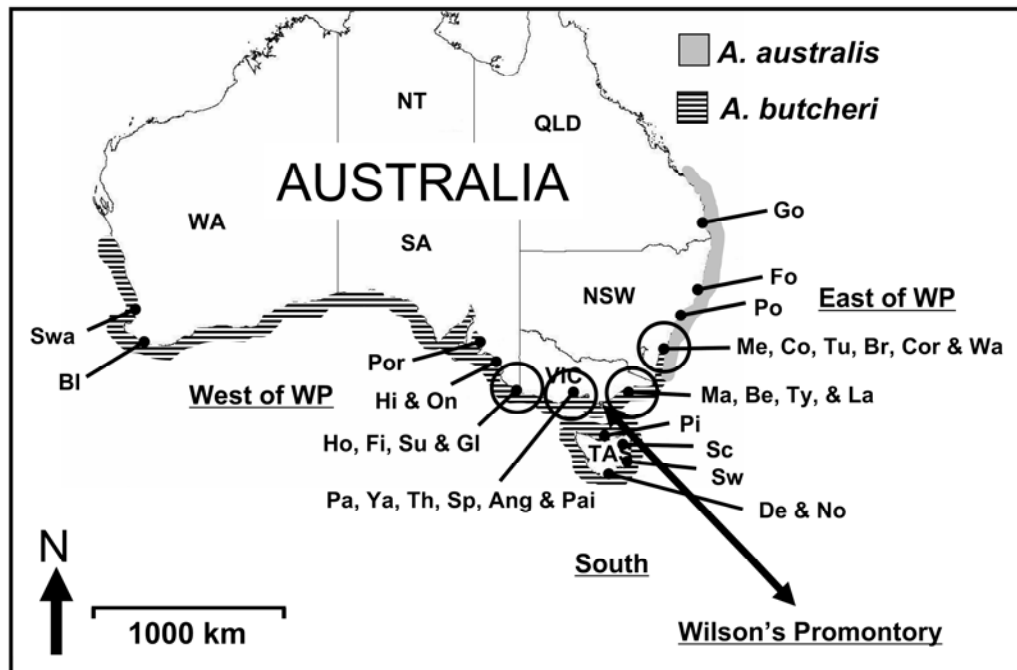 A. australis
A. butcheri
NT
QLD
AUSTRALIA
WA
SA
NSW
VIC
TAS
Go
Fo
Po
East of WP
Me, Co, Tu, Br, Cor & Wa
Ma, Be, Ty, & La
Pi
Sc
Sw
De & No
Swa
Bl
West of WP
Por
Hi & On
Ho, Fi, Su & Gl
Pa, Ya, Th, Sp, Ang & Pai
South
Wilson's Promontory
N
1000 km